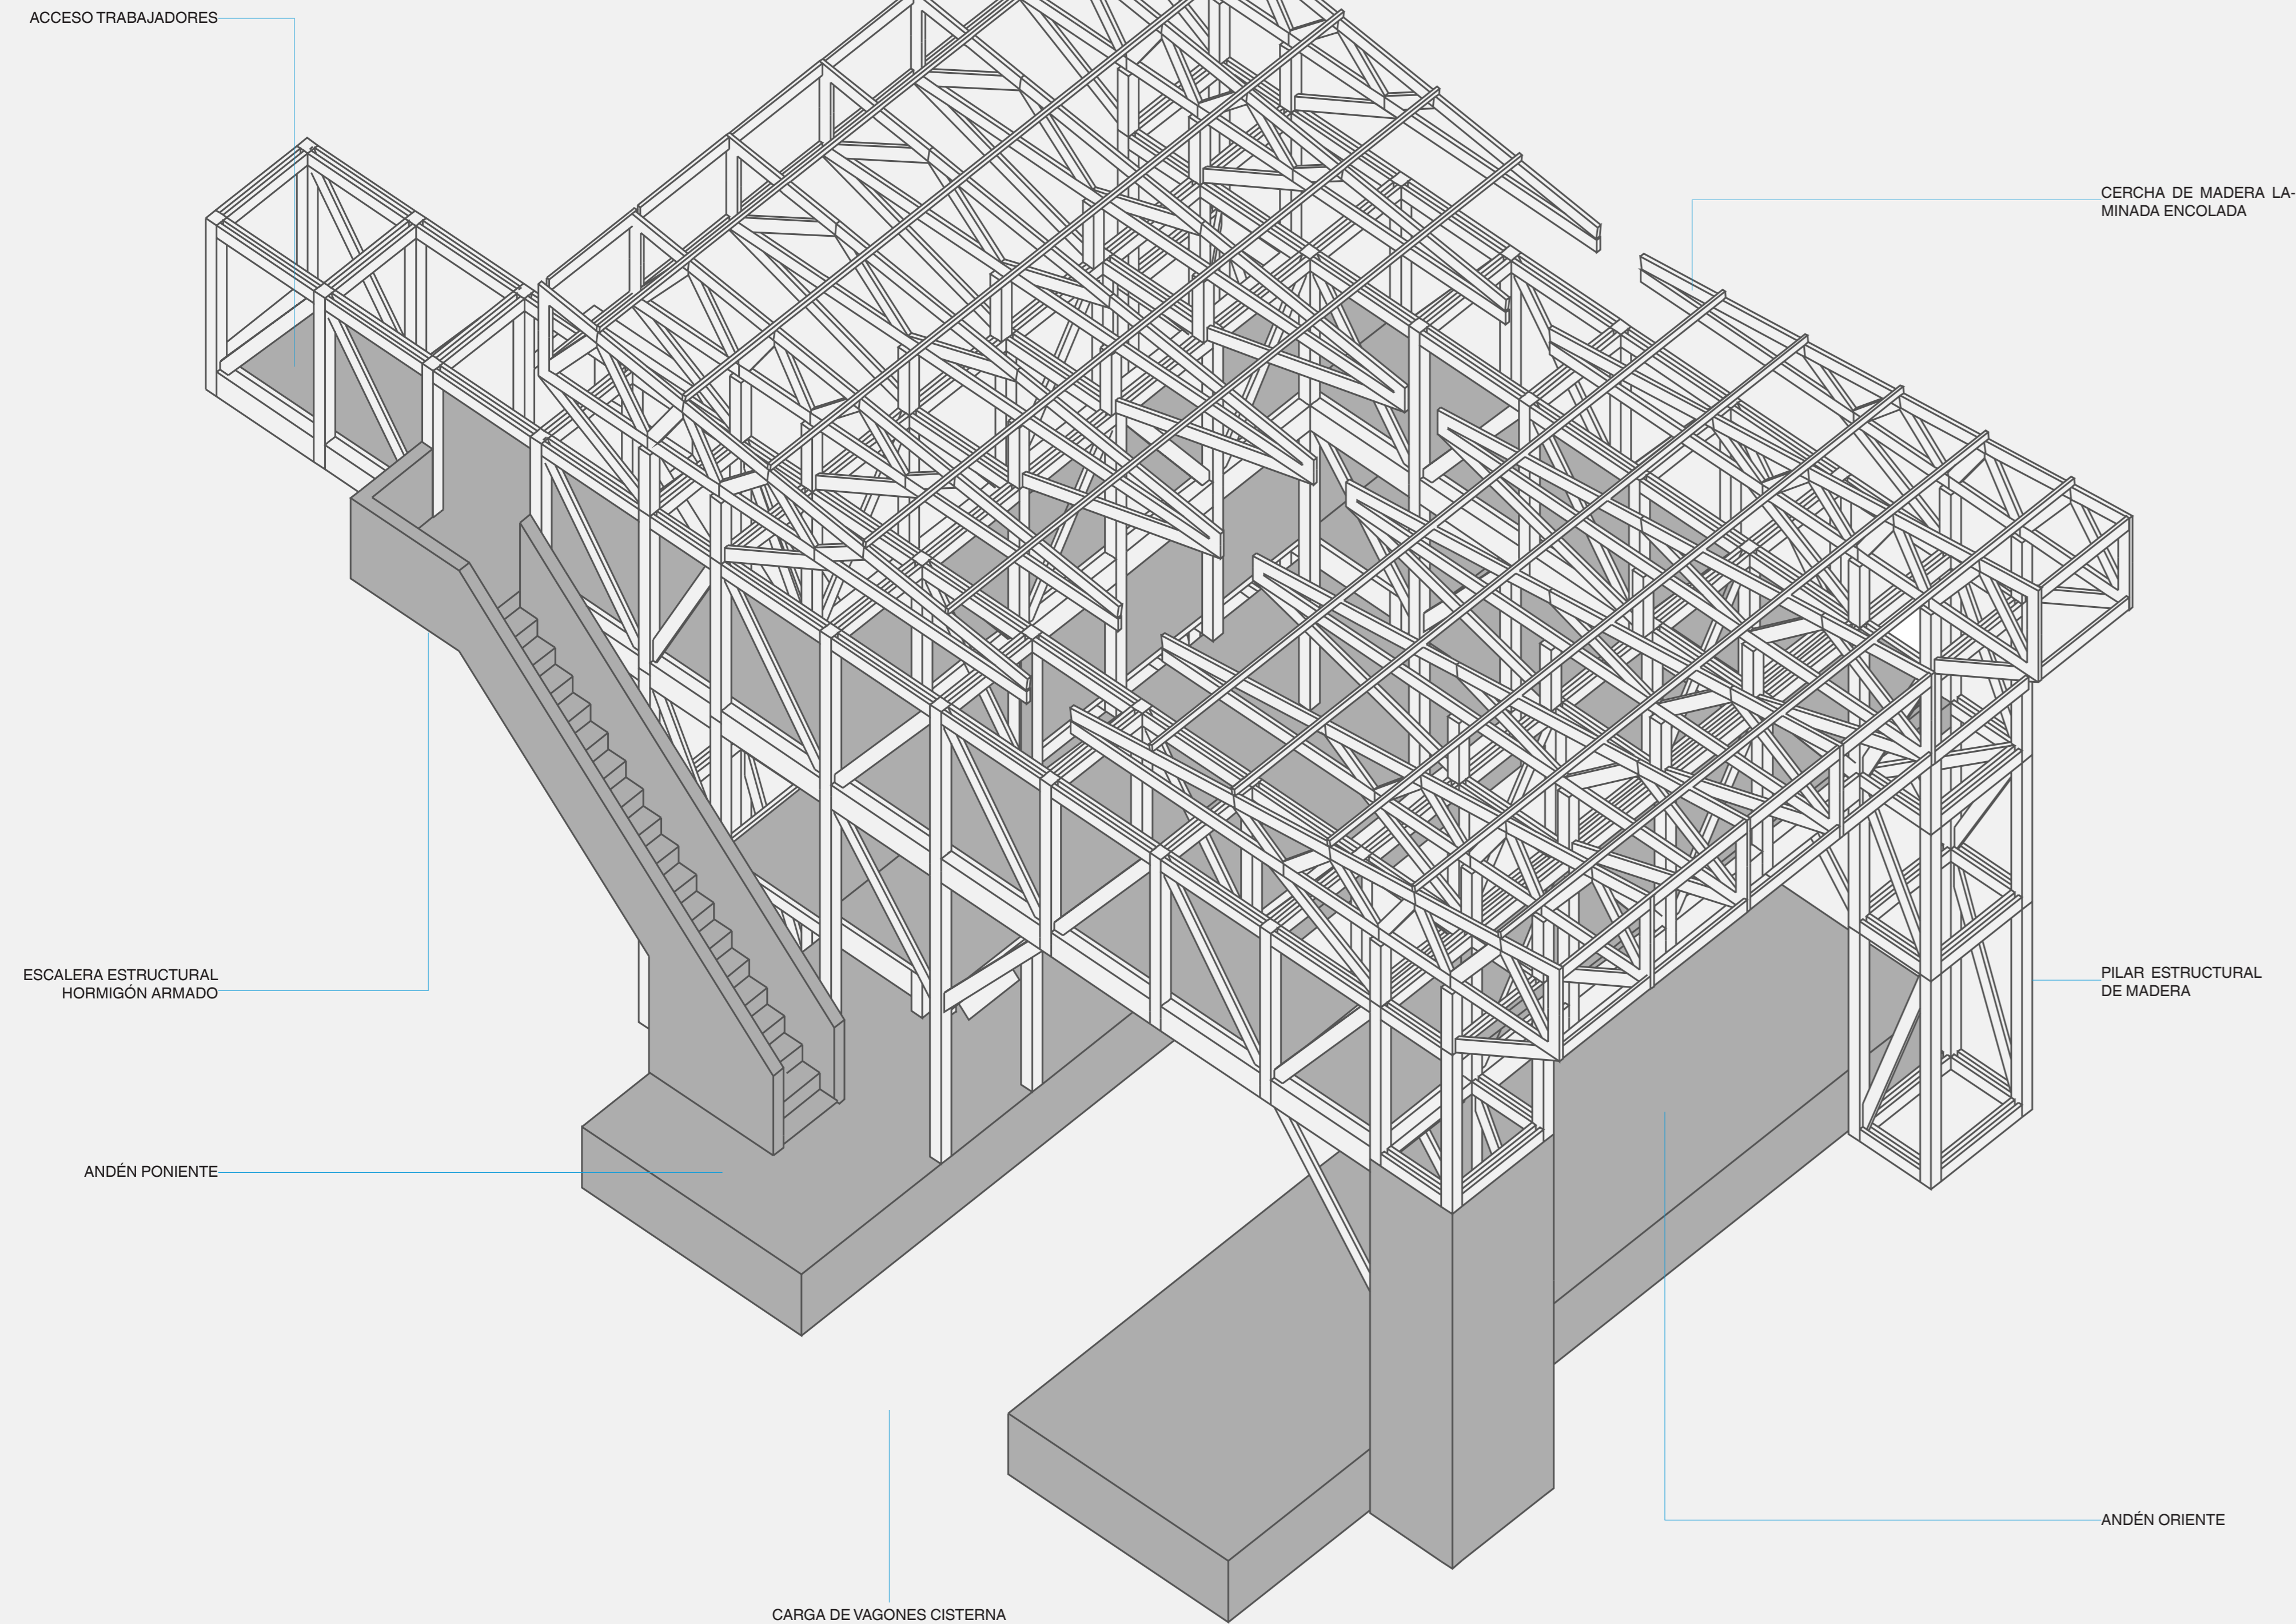 ACCESO TRABAJADORES
CERCHA DE MADERA LA-
MINADA ENCOLADA
ESCALERA ESTRUCTURAL
HORMIGÓN ARMADO
PILAR ESTRUCTURAL
DE MADERA
ANDÉN PONIENTE
ANDÉN ORIENTE
CARGA DE VAGONES CISTERNA